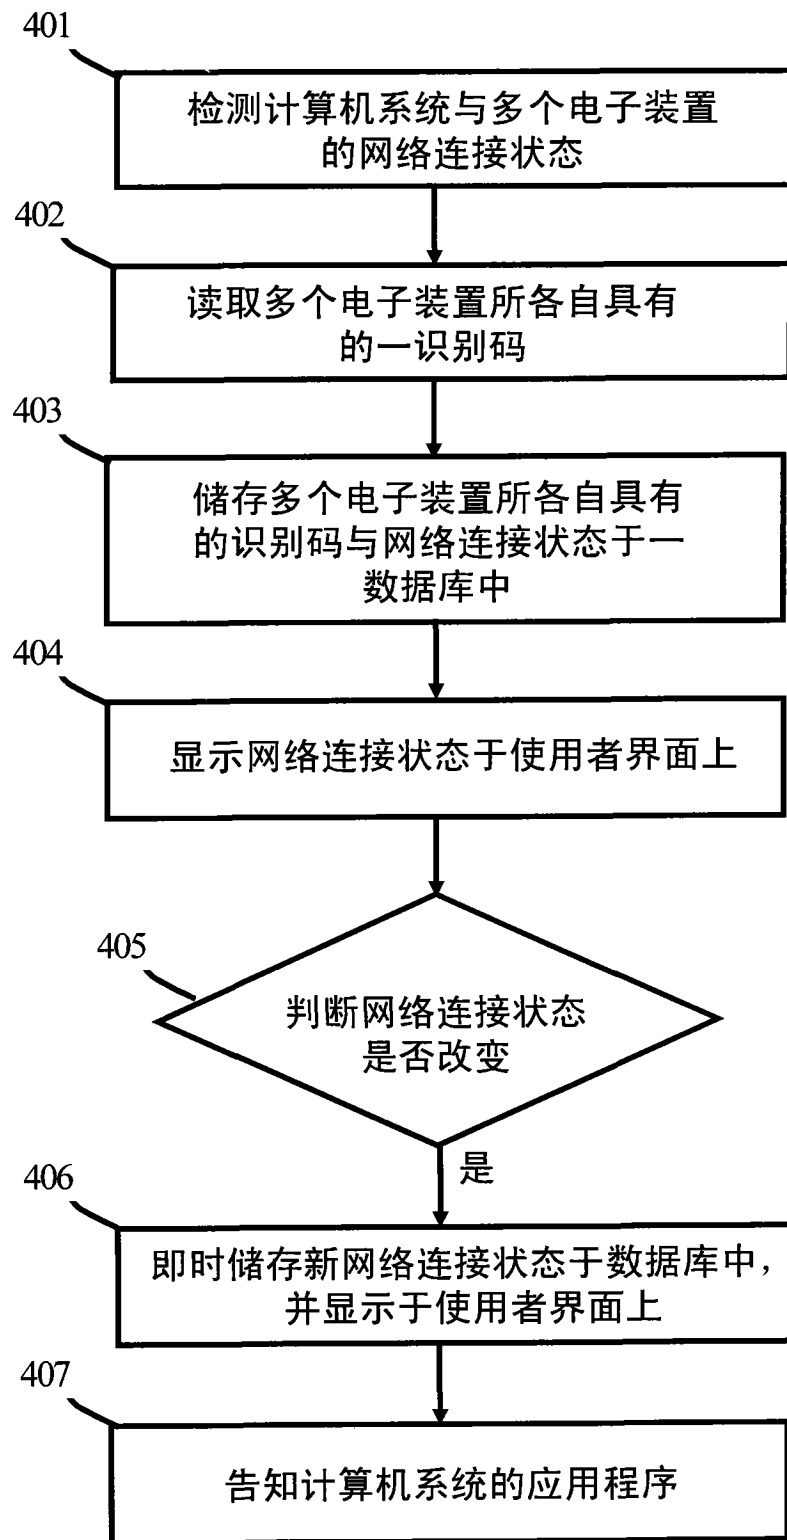 401
检测计算机系统与多个电子装置
的网络连接状态
402
读取多个电子装置所各自具有
的一识别码
403
储存多个电子装置所各自具有
的识别码与网络连接状态于一
数据库中
404
显示网络连接状态于使用者界面上
405
判断网络连接状态
是否改变
是
406
即时储存新网络连接状态于数据库中，
并显示于使用者界面上
407
告知计算机系统的应用程序